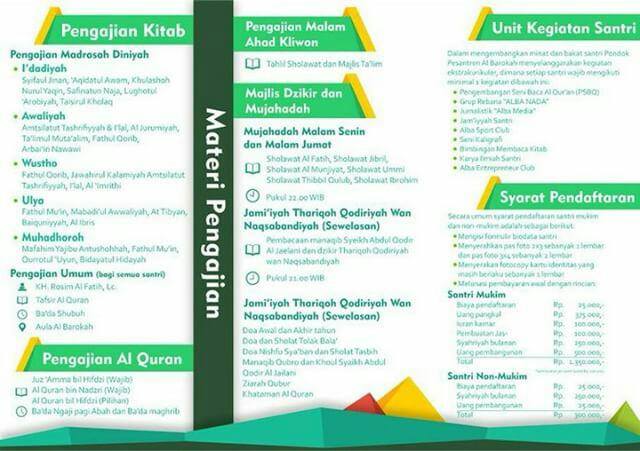 Pengajian Kitab
Pengajian Madrosah Diniyah
• I'dadiyah
Syifaul Jinan, 'Aqidatul Awam, Khulashoh
Nurul Yaqin, Safinatun Naja, Lughotul
'Arobiyah, Taisirul Kholaq
• Awaliyah
Amtsilatut Tashrifiyyah & I'lal, Al Jurumiyah,
Ta'limul Muta'alim, Fathul Qorib,
Arbai'in Nawawi
• Wustho
Fathul Qorib, Jawahirul Kalamiyah Amtsilatut
Tashrifiyyah, I'lal, Al 'Imrithi
• Ulya
Fathul Mu'in, Mabadi'ul Awwaliyah, At Tibyan,
Baiquniyyah, Al Ibris
• Muhadhoroh
Mafahim Yajibu Antushohhah, Fathul Mu'in,
Qurrotul 'Uyun, Bidayatul Hidayah
Pengajian Umum (bagi semua santri)
KH. Rosim Al Fatih, Lc.
Tafsir Al Quran
Ba'da Shubuh
Aula Al Barokah
Pengajian Al Quran
Juz 'Amma bil Hifdzi (Wajib)
Al Quran bin Nadzri (Wajib)
Al Quran bil Hifdzi (Pilihan)
Ba'da Ngaji pagi Abah dan Ba'da maghrib
Materi Pengajian
Pengajian Malam
Ahad Kliwon
Tahlil Sholawat dan Majlis Ta'lim
Majlis Dzikir dan
Mujahadah
Mujahadah Malam Senin
dan Malam Jumat
Sholawat Al Fatih, Sholawat Jibril,
Sholawat Al Munjiyat, Sholawat Ummi
Sholawat Thibbil Qulub, Sholawat Ibrohim
Pukul 21.00 WIB
Jami'iyah Thariqoh Qodiriyah Wan
Naqsabandiyah (Sewelasan)
Pembacaan manaqib Syeikh Abdul Qodir
Al Jaelani dan dzikir Thariqoh Qodiriyah
wan Naqsabandiyah
Pukul 21.00 WIB
Jami'iyah Thariqoh Qodiriyah Wan
Naqsabandiyah (Sewelasan)
Doa Awal dan Akhir tahun
Doa dan Sholat Tolak Bala'
Doa Nishfu Sya'ban dan Sholat Tasbih
Manaqib Qubro dan Khoul Syaikh Abdul
Qodir Al Jailani
Ziarah Qubur
Khataman Al Quran
Unit Kegiatan Santri
Dalam mengembangkan minat dan bakat santri Pondok
Pesantren Al Barokah menyelanggarakan kegiatan
ekstrakurikuler, dimana setiap santri wajib mengikuti
minimal 1 kegiatan dibawah ini:
• Pengembangan Seni Baca Al Qur'an (PSBQ)
• Grup Rebana "ALBA NADA"
• Jurnalistik "Alba Media"
• Jam'iyyah Santri
• Alba Sport Club
• Seni Kaligrafi
• Bimbingan Membaca Kitab
• Karya Ilmiah Santri
• Alba Entrepreneur Club
Syarat Pendaftaran
Secara umum syarat pendaftaran santri mukim
dan non-mukim adalah sebagai berikut:
• Mengisi formulir biodata santri
• Menyerahkan pas foto 2x3 sebanyak 2 lembar
dan pas foto 3x4 sebanyak 2 lembar
• Menyerahkan fotocopy kartu identitas yang
masih berlaku sebanyak 2 lembar
• Melunasi pembayaran awal dengan rincian:
Santri Mukim
Biaya pendaftaran Rp. 25.000,-
Uang pangkal Rp. 375.000,-
Iuran kamar Rp. 100.000,-
Pembuatan Jas- Rp. 100.000,-
Syahriyah bulanan Rp. 250.000,-
Uang pembangunan Rp. 500.000,-
Total Rp. 1.350.000,-
Santri Non-Mukim
Biaya pendaftaran Rp. 25.000,-
Syahriyah bulanan Rp. 250.000,-
Uang pembangunan Rp. 25.000,-
Total Rp. 300.000,-